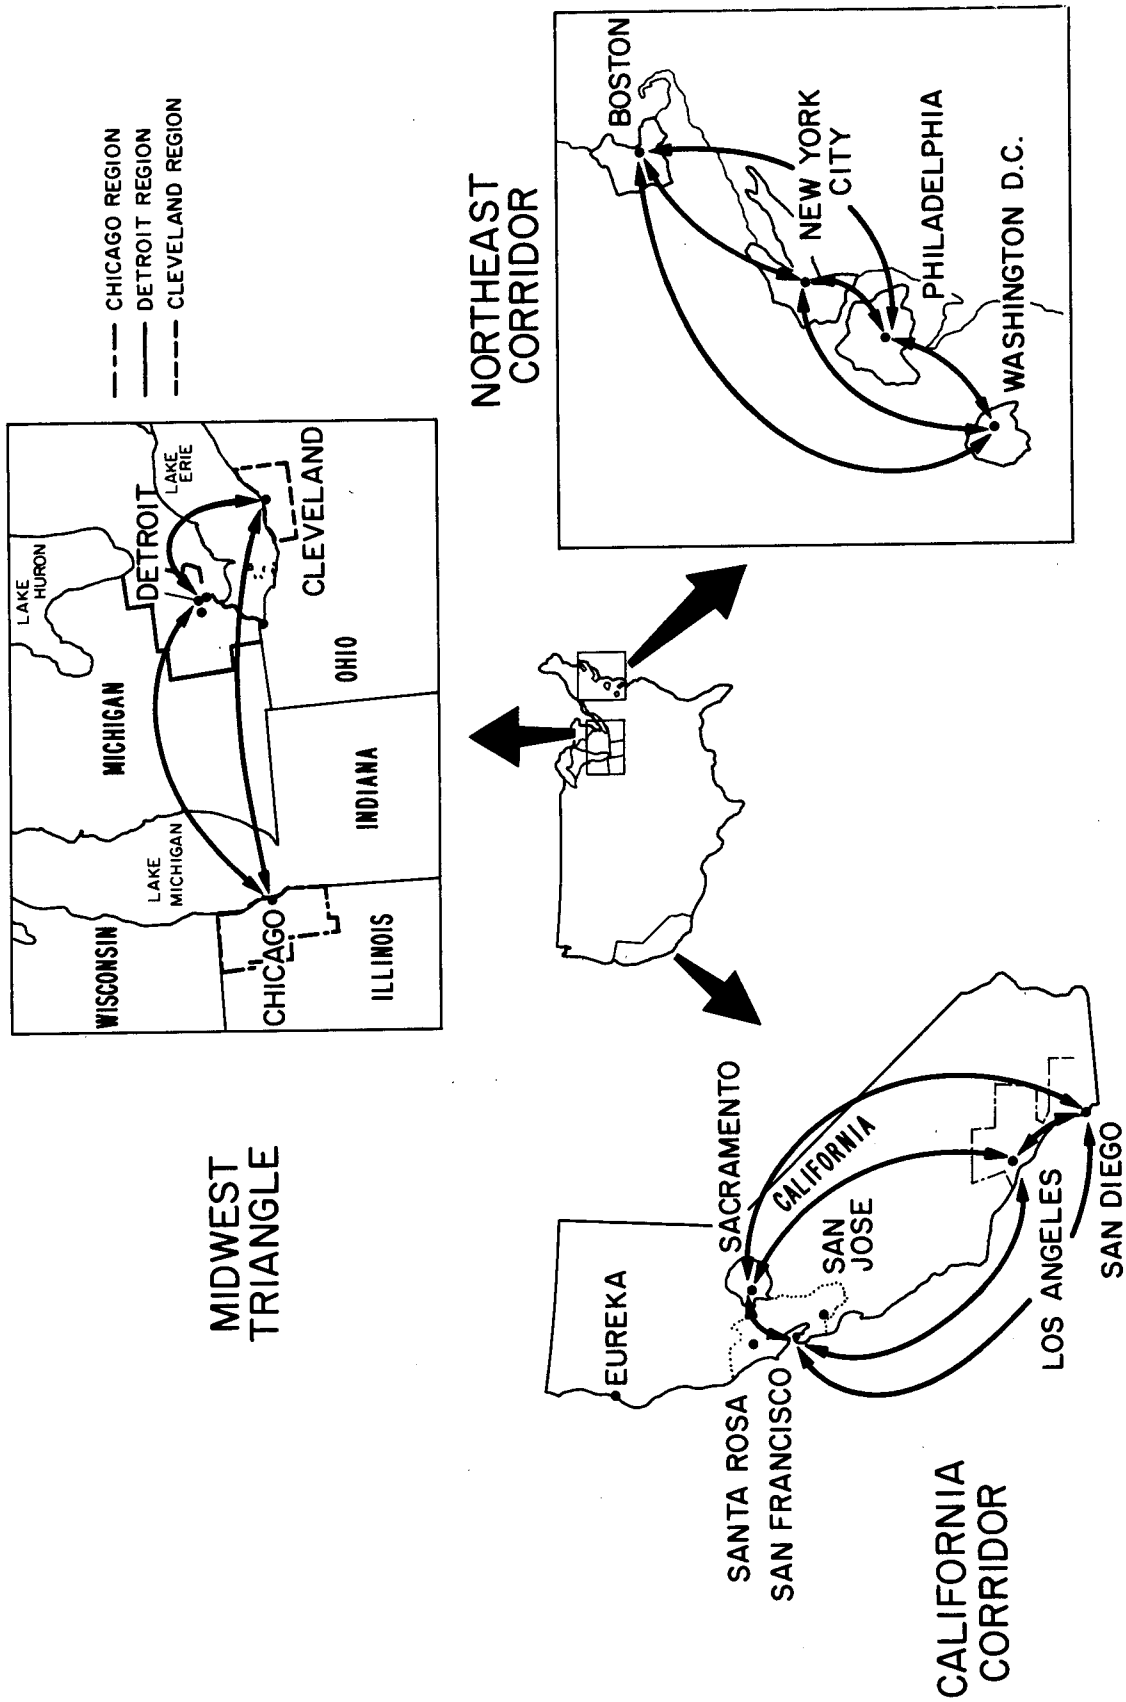 MIDWEST
TRIANGLE
CHICAGO REGION
DETROIT REGION
CLEVELAND REGION
WISCONSIN
LAKE
MICHIGAN
MICHIGAN
LAKE
HURON
DETROIT
LAKE
ERIE
CHICAGO
CLEVELAND
ILLINOIS
INDIANA
OHIO
NORTHEAST
CORRIDOR
BOSTON
NEW YORK
CITY
PHILADELPHIA
WASHINGTON D.C.
CALIFORNIA
CORRIDOR
EUREKA
SACRAMENTO
SANTA ROSA
SAN FRANCISCO
CALIFORNIA
SAN
JOSE
LOS ANGELES
SAN DIEGO